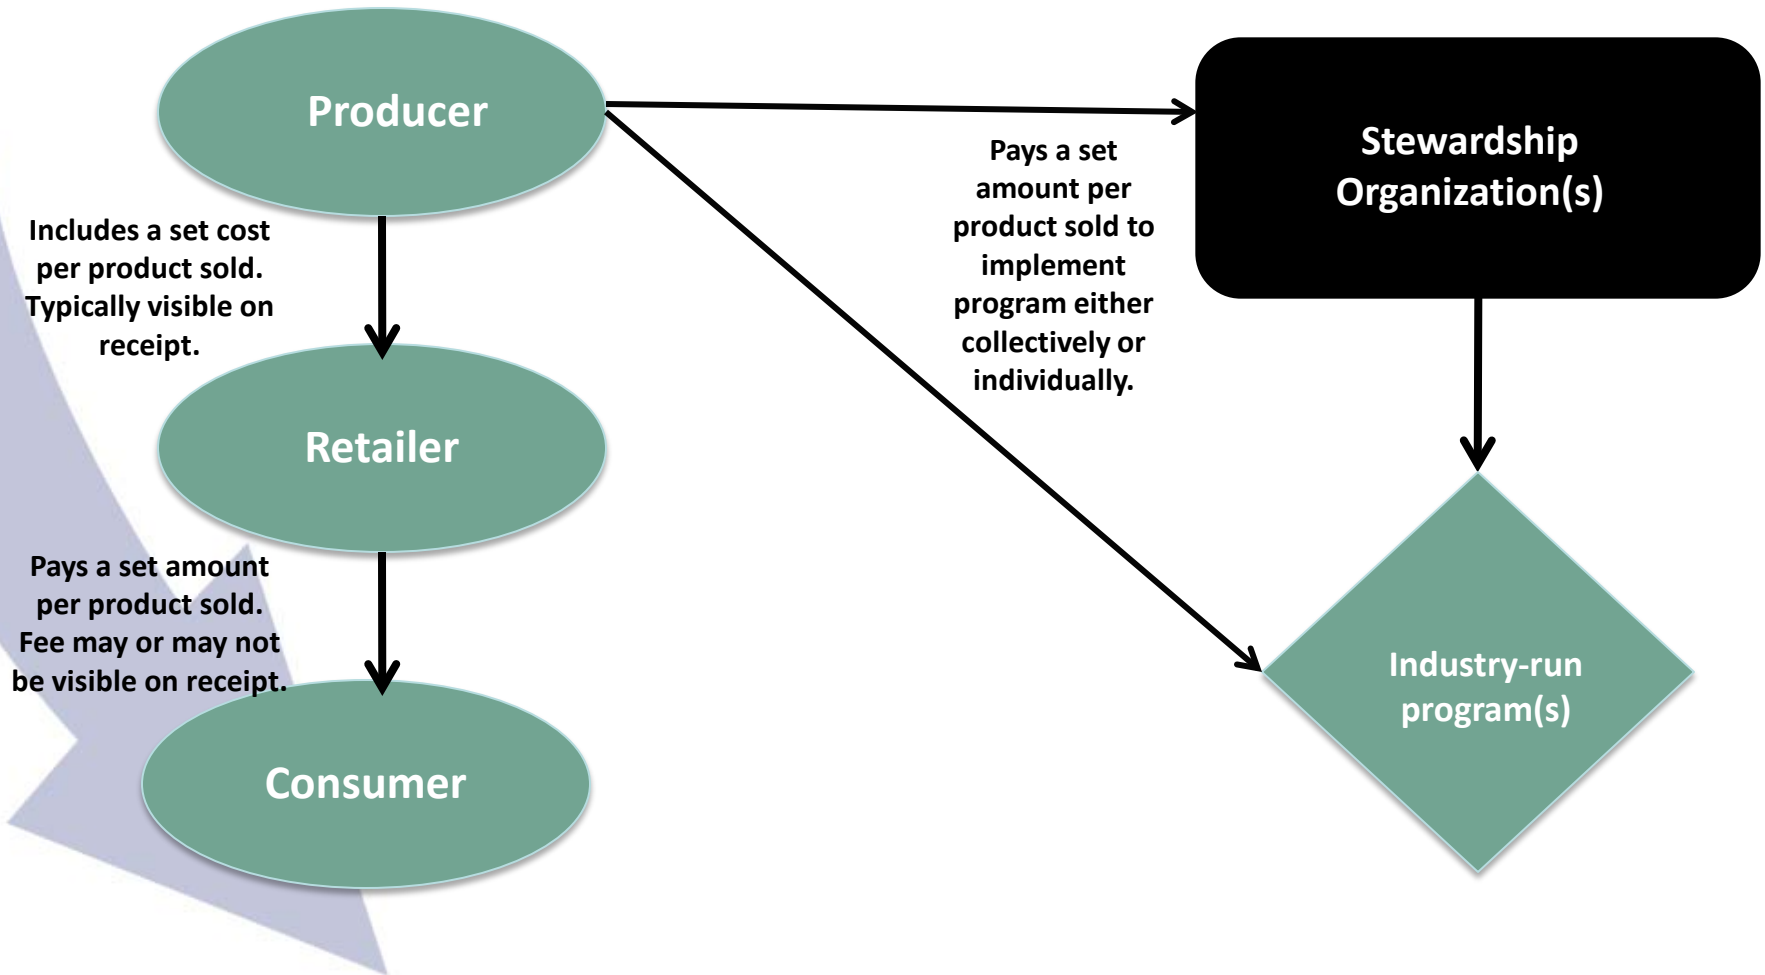 Producer
Stewardship
Organization(s)
Pays a set
amount per
product sold to
implement
program either
collectively or
individually.
Includes a set cost
per product sold.
Typically visible on
receipt.
Retailer
Pays a set amount
per product sold.
Fee may or may not
be visible on receipt.
Industry-run
program(s)
Consumer